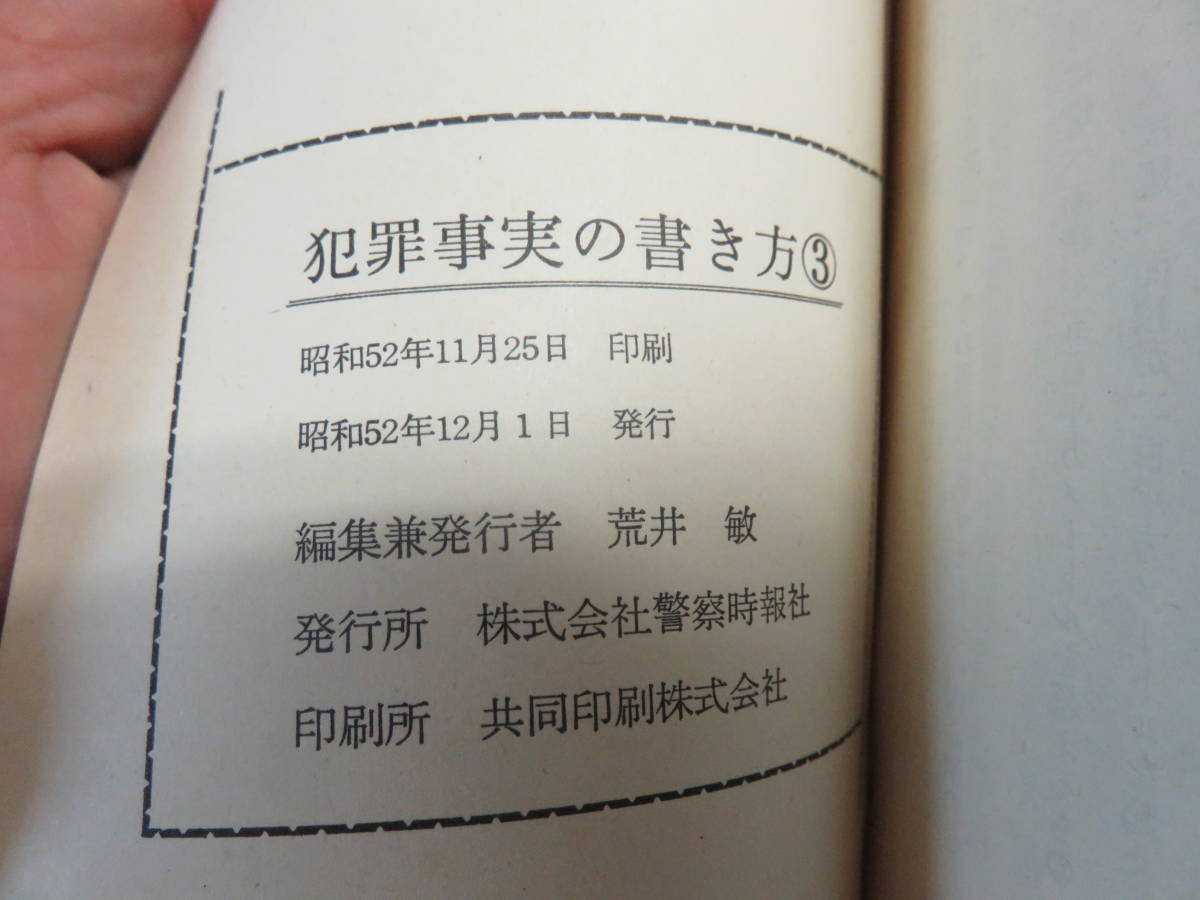 犯罪事実の書き方③
昭和52年11月25日 印刷
昭和52年12月1日 発行
編集兼発行者 荒井 敏
発行所 株式会社警察時報社
印刷所 共同印刷株式会社